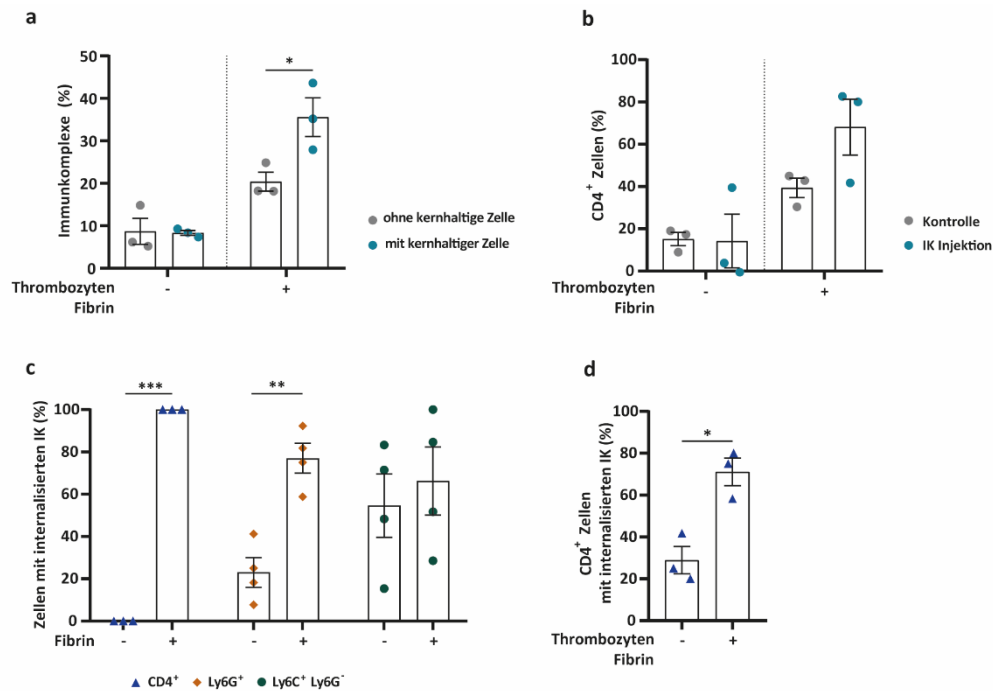 a
*
50
40
30
20
10
0
Immunkomplexe (%)
ohne kernhaltige Zelle
mit kernhaltiger Zelle
Thrombozyten
Fibrin
- +
b
100
80
60
40
20
0
CD4+ Zellen (%)
Kontrolle
IK Injektion
Thrombozyten
Fibrin
- +
c
*** **
100
80
60
40
20
0
Zellen mit internalisierten IK (%)
Fibrin
- + - + - +
CD4+ Ly6G+ Ly6C+ Ly6G-
d
*
100
80
60
40
20
0
CD4+ Zellen
mit internalisierten IK (%)
Thrombozyten
Fibrin
- +